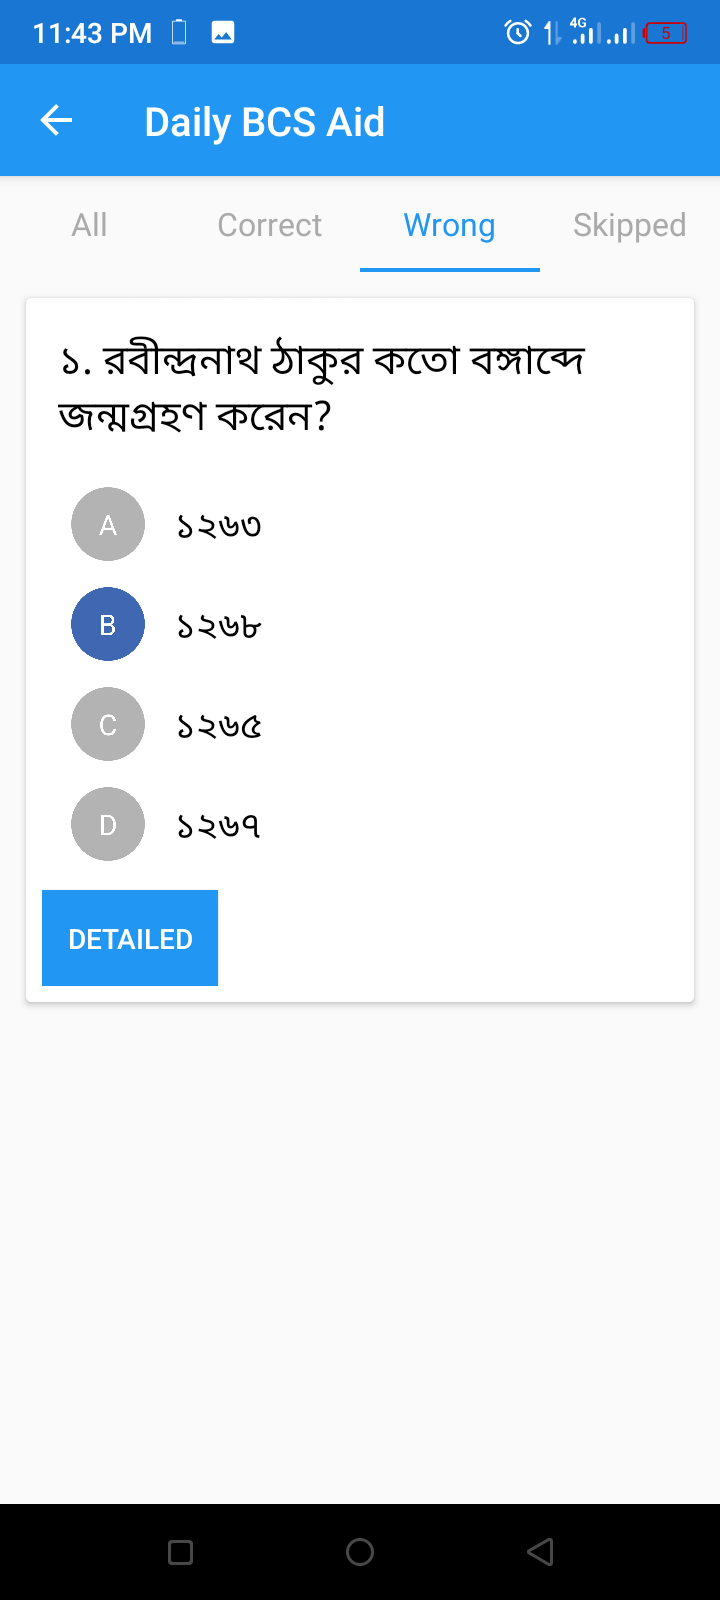 11:43 PM 4G 5
Daily BCS Aid
All Correct Wrong Skipped
১. রবীন্দ্রনাথ ঠাকুর কতো বঙ্গাব্দে
জন্মগ্রহণ করেন?
A ১২৬৩
B ১২৬৮
C ১২৬৫
D ১২৬৭
DETAILED